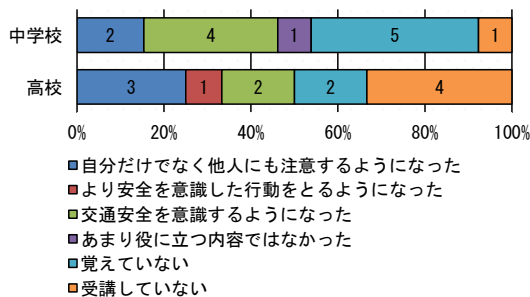 中学校 2 4 1 5 1
高校 3 1 2 2 4
0% 20% 40% 60% 80% 100%
自分だけでなく他人にも注意するようになった
より安全を意識した行動をとるようになった
交通安全を意識するようになった
あまり役に立つ内容ではなかった
覚えていない
受講していない